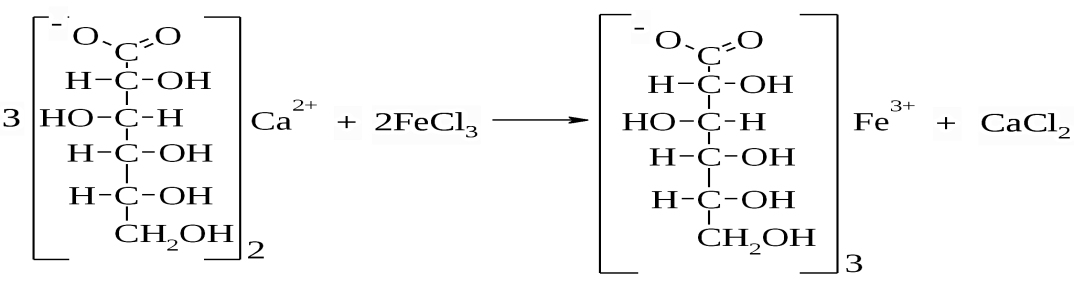 - O C O - O C O
H C OH H C OH
3 HO C H Ca2+ + 2FeCl3 HO C H Fe3+ + CaCl2
H C OH H C OH
H C OH H C OH
CH2OH 2 CH2OH 3